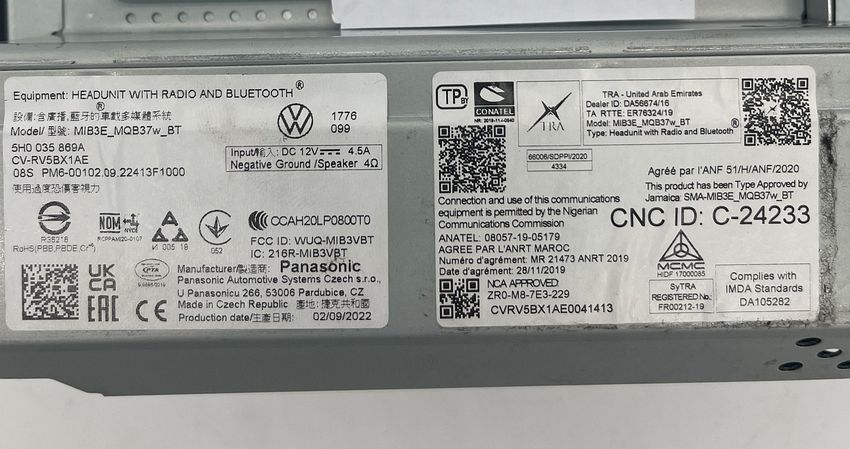 Equipment: HEADUNIT WITH RADIO AND BLUETOOTH®
設備:含廣播,藍牙的車載多媒體系統®
Model/ 型號: MIB3E_MQB37w_BT
5H0 035 869A
CV-RV5BX1AE
08S PM6-00102.09.22413F1000
使用過度恐傷害視力
1776
099
Input/輸入: DC 12V 4.5A
Negative Ground /Speaker 4Ω
R36218
RoHS(PBB,PBDE,Cr⁶⁺)
NOM NYCE
RCPPAMI20-0107
005 18
052
CCAH20LP0800T0
FCC ID: WUQ-MIB3VBT
IC: 216R-MIB3VBT
UK
CA
EAC
CE
Manufacturer/製造商: Panasonic
Panasonic Automotive Systems Czech s.r.o.,
U Panasonicu 266, 53006 Pardubice, CZ
Made in Czech Republic 產地: 捷克共和國
Production date/生產日期: 02/09/2022
TP
BY
CONATEL
TRA
TRA - United Arab Emirates
Dealer ID: DA56674/16
TA RTTE: ER76324/19
Model: MIB3E_MQB37w_BT
Type: Headunit with Radio and Bluetooth®
66006/SDPPI/2020
4334
Agréé par l'ANF 51/H/ANF/2020
This product has been Type Approved by
Jamaica: SMA-MIB3E_MQB37w_BT
CNC ID: C-24233
Connection and use of this communications
equipment is permitted by the Nigerian
Communications Commission
ANATEL: 08057-19-05179
AGREE PAR L'ANRT MAROC
Numéro d'agrément: MR 21473 ANRT 2019
Date d'agrément: 28/11/2019
NCA APPROVED
ZR0-M8-7E3-229
CVRV5BX1AE0041413
MCMC
HIDF 17000085
SyTRA
REGISTERED No.:
FR00212-19
Complies with
IMDA Standards
DA105282